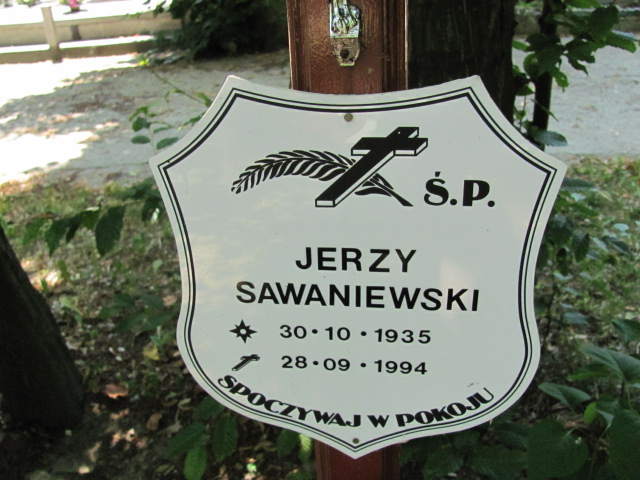 Ś.P.
JERZY
SAWANIEWSKI
30·10·1935
28·09·1994
SPOCZYWAJ W POKOJU